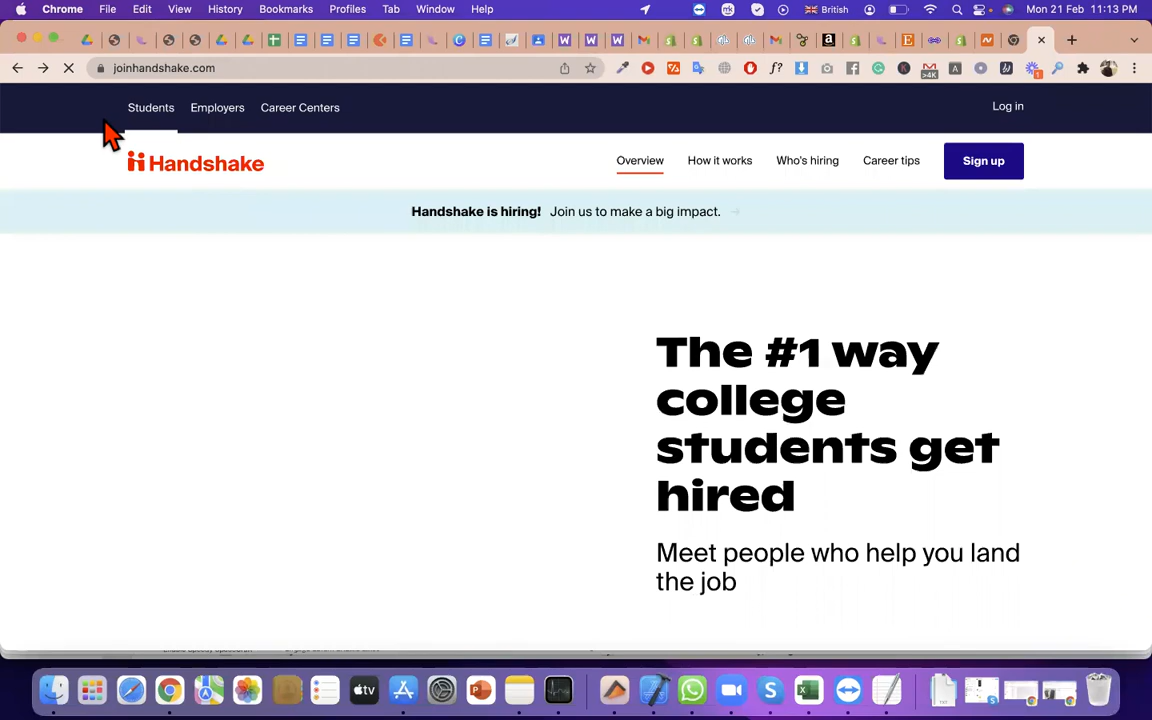 Chrome File Edit View History Bookmarks Profiles Tab Window Help British Mon 21 Feb 11:13 PM
joinhandshake.com
Students Employers Career Centers Log in
Handshake Overview How it works Who's hiring Career tips Sign up
Handshake is hiring! Join us to make a big impact.
The #1 way
college
students get
hired
Meet people who help you land
the job